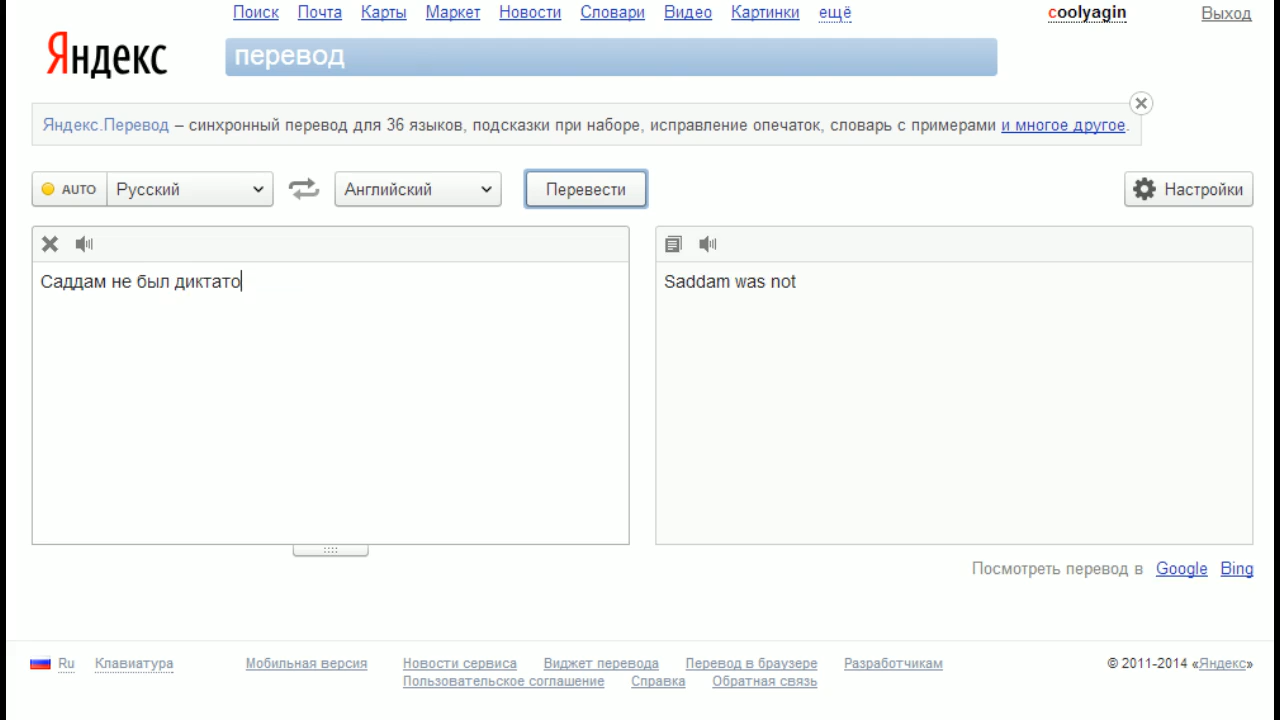 Поиск Почта Карты Маркет Новости Словари Видео Картинки ещё coolyagin Выход
Яндекс перевод
Яндекс.Перевод – синхронный перевод для 36 языков, подсказки при наборе, исправление опечаток, словарь с примерами и многое другое.
AUTO Русский Английский Перевести Настройки
Саддам не был диктато Saddam was not
Посмотреть перевод в Google Bing
Ru Клавиатура Мобильная версия Новости сервиса Виджет перевода Перевод в браузере Разработчикам © 2011-2014 «Яндекс»
Пользовательское соглашение Справка Обратная связь